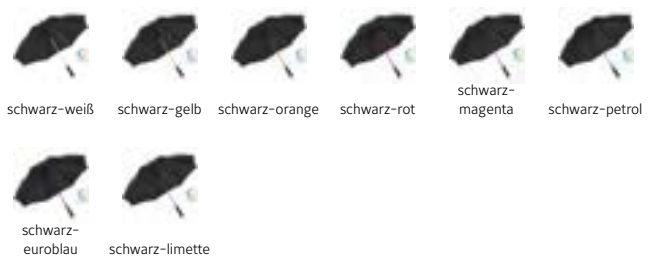 schwarz-weiß
schwarz-gelb
schwarz-orange
schwarz-rot
schwarz-
magenta
schwarz-petrol
schwarz-
euroblau
schwarz-limette